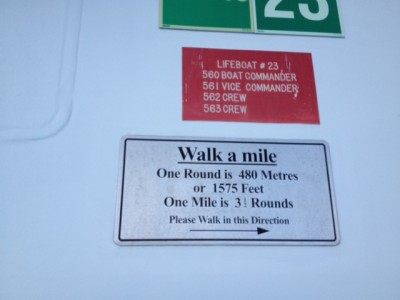 23
LIFEBOAT # 23
560 BOAT COMMANDER
561 VICE COMMANDER
562 CREW
563 CREW
Walk a mile
One Round is 480 Metres
or 1575 Feet
One Mile is 3½ Rounds
Please Walk in this Direction